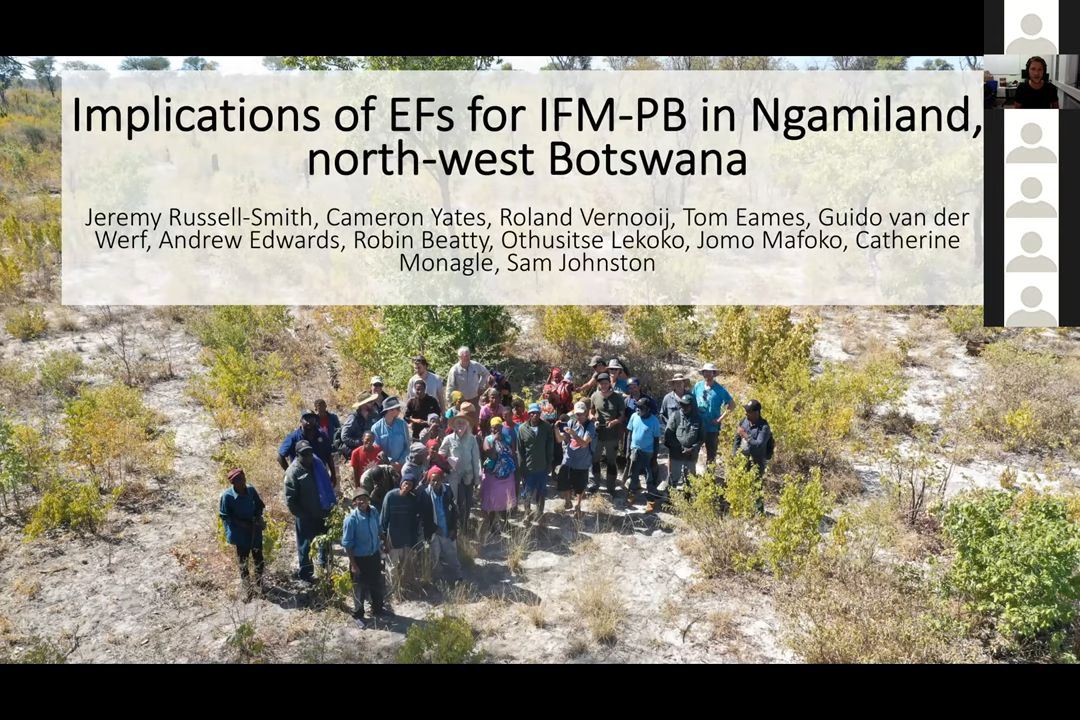 Implications of EFs for IFM-PB in Ngamiland,
north-west Botswana
Jeremy Russell-Smith, Cameron Yates, Roland Vernooij, Tom Eames, Guido van der
Werf, Andrew Edwards, Robin Beatty, Othusitse Lekoko, Jomo Mafoko, Catherine
Monagle, Sam Johnston